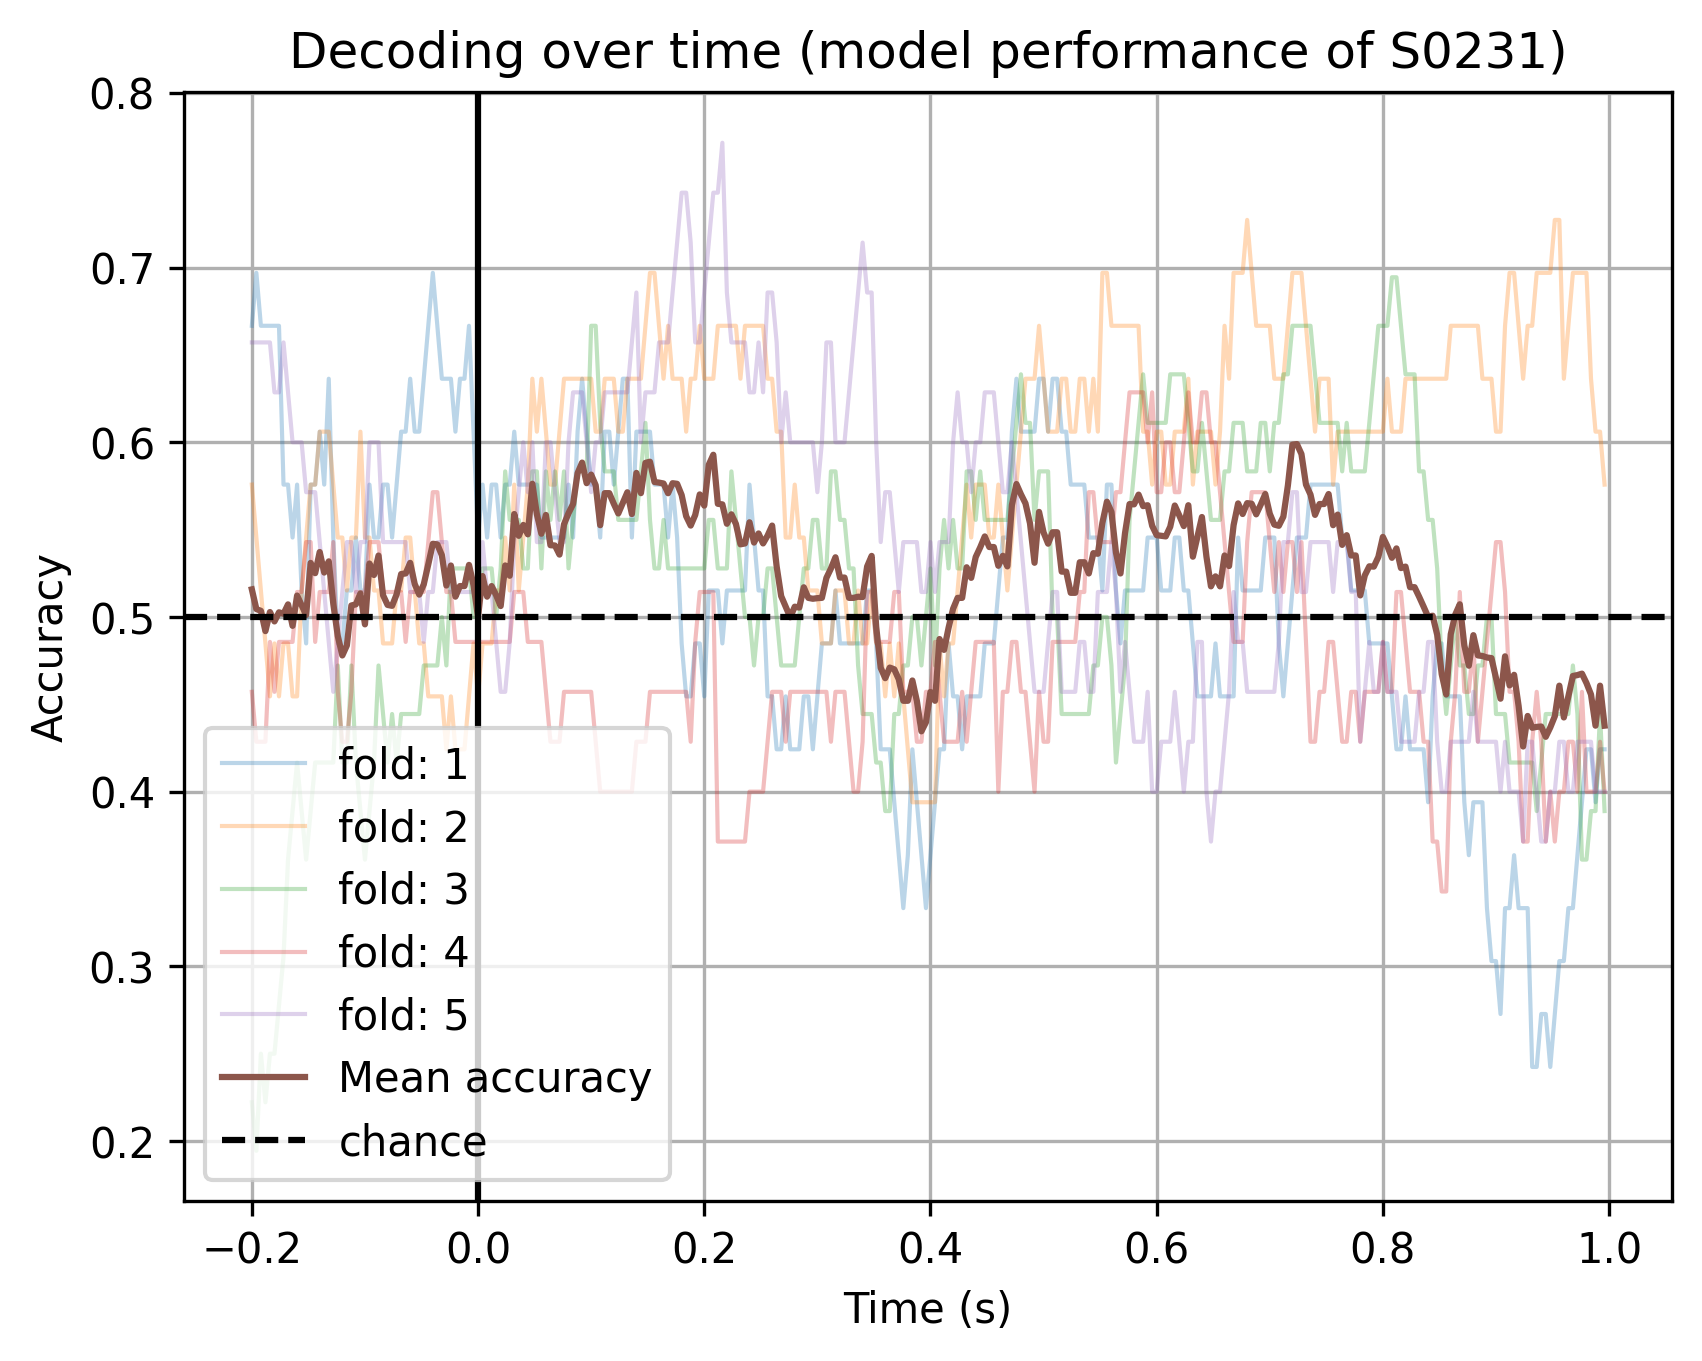 Decoding over time (model performance of S0231)
Accuracy
0.8
0.7
0.6
0.5
0.4
0.3
0.2
fold: 1
fold: 2
fold: 3
fold: 4
fold: 5
Mean accuracy
chance
−0.2 0.0 0.2 0.4 0.6 0.8 1.0
Time (s)